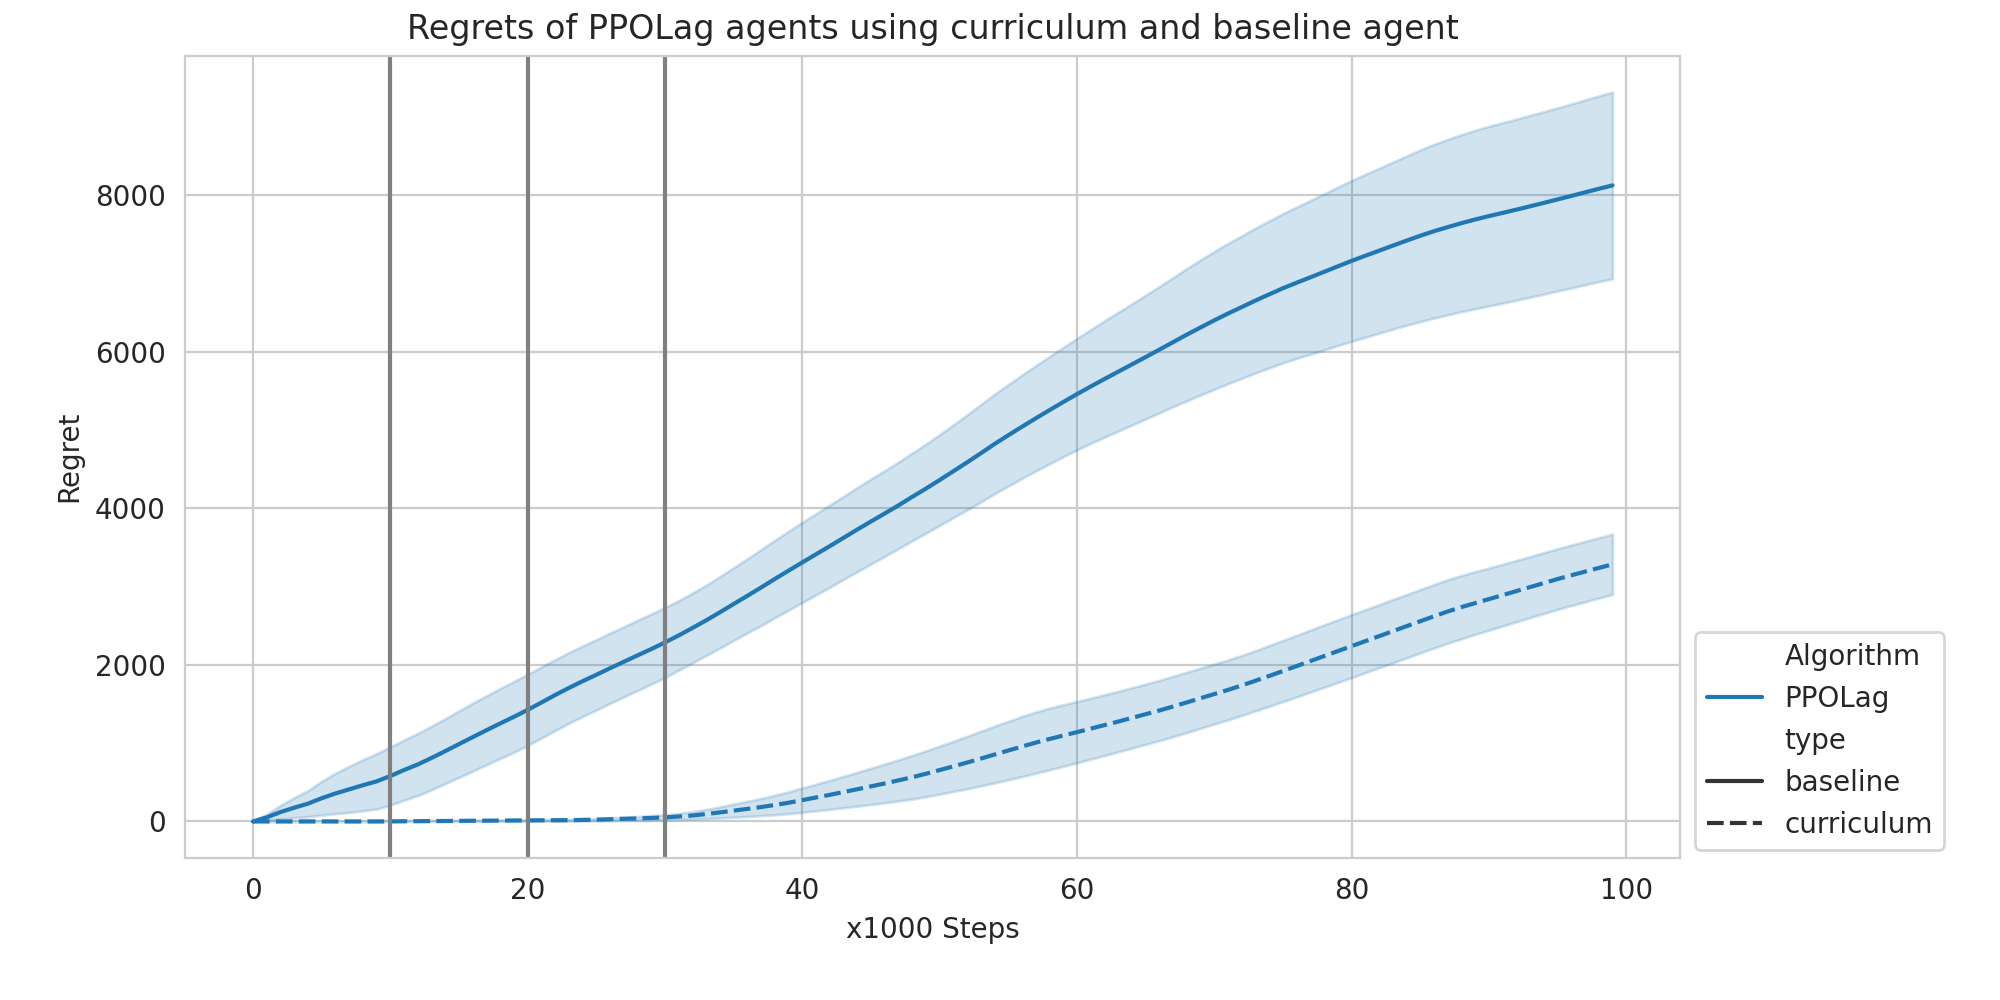 Regrets of PPOLag agents using curriculum and baseline agent
8000
6000
4000
2000
0
Regret
0 20 40 60 80 100
x1000 Steps
Algorithm
PPOLag
type
baseline
curriculum